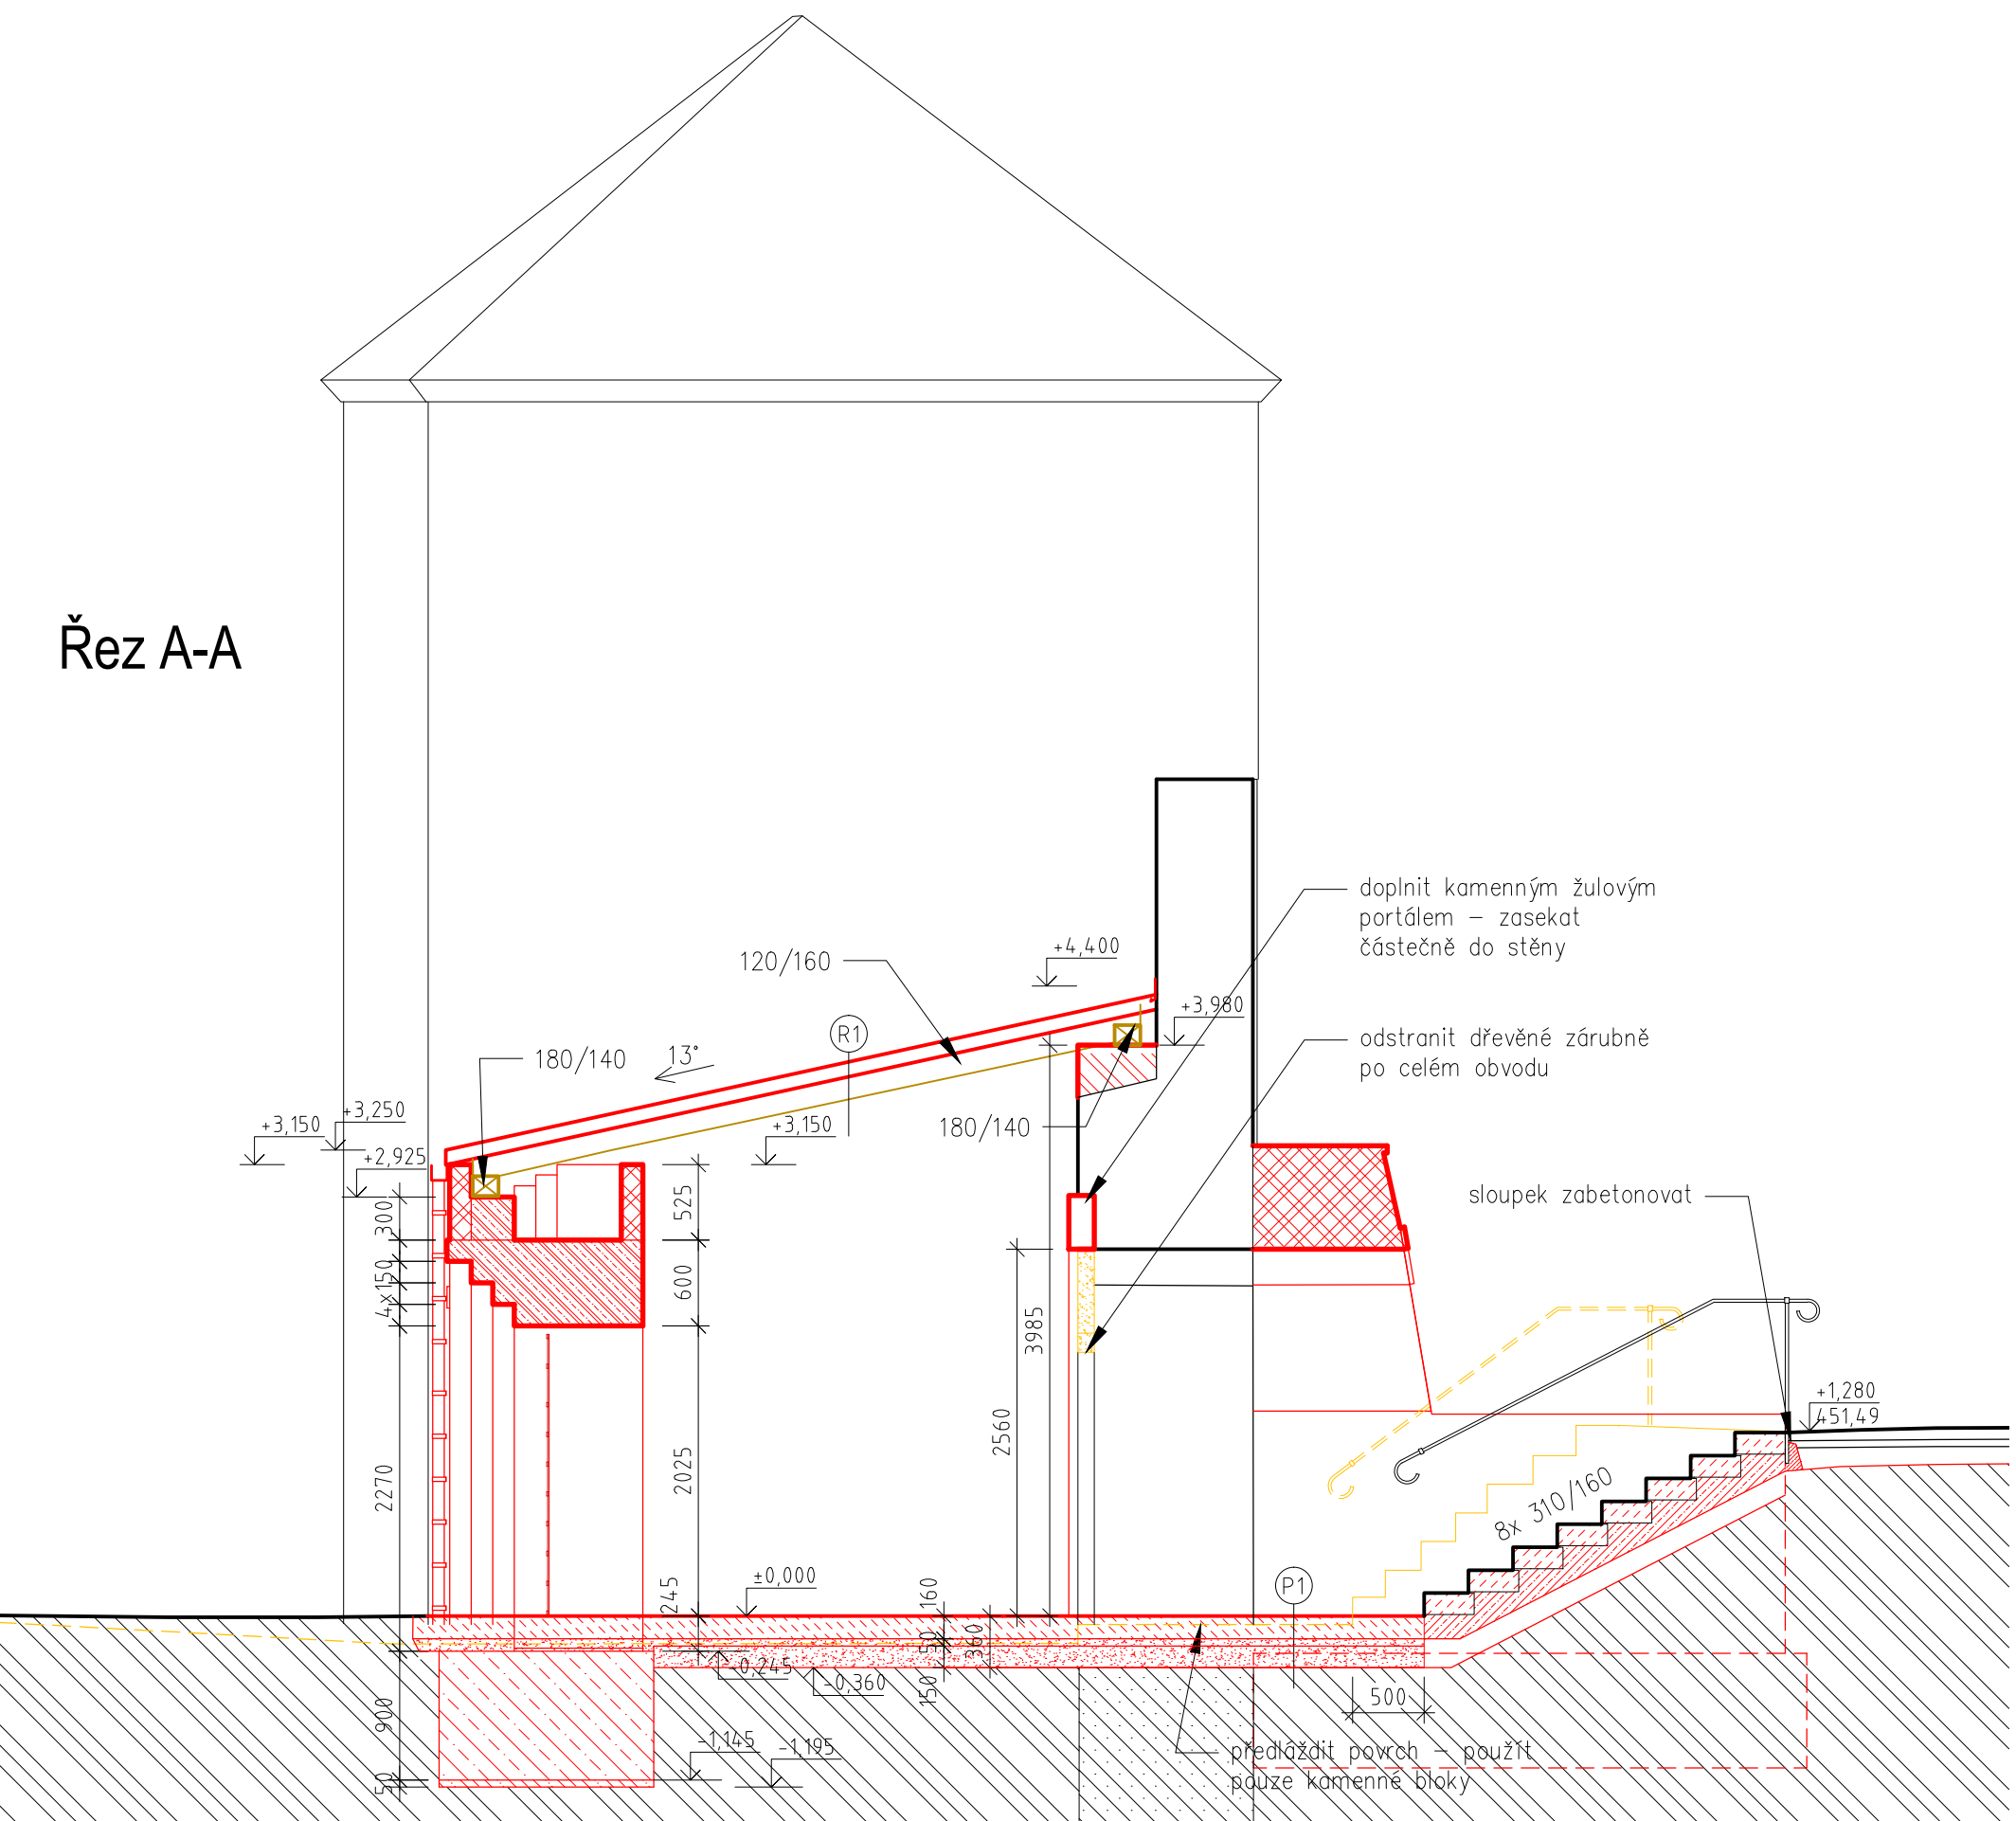 Řez A-A
doplnit kamenným žulovým
portálem – zasekat
částečně do stěny
+4,400
120/160
+3,980
R1
odstranit dřevěné zárubně
po celém obvodu
180/140
13°
+3,250
+3,150
+3,150
180/140
+2,925
sloupek zabetonovat
300
525
4x150
600
3985
+1,280
451,49
2560
2270
2025
8x 310/160
±0,000
245
160
P1
50
360
-0,245
-0,360
150
500
900
-1,145
-1,195
předláždit povrch – použít
pouze kamenné bloky
50